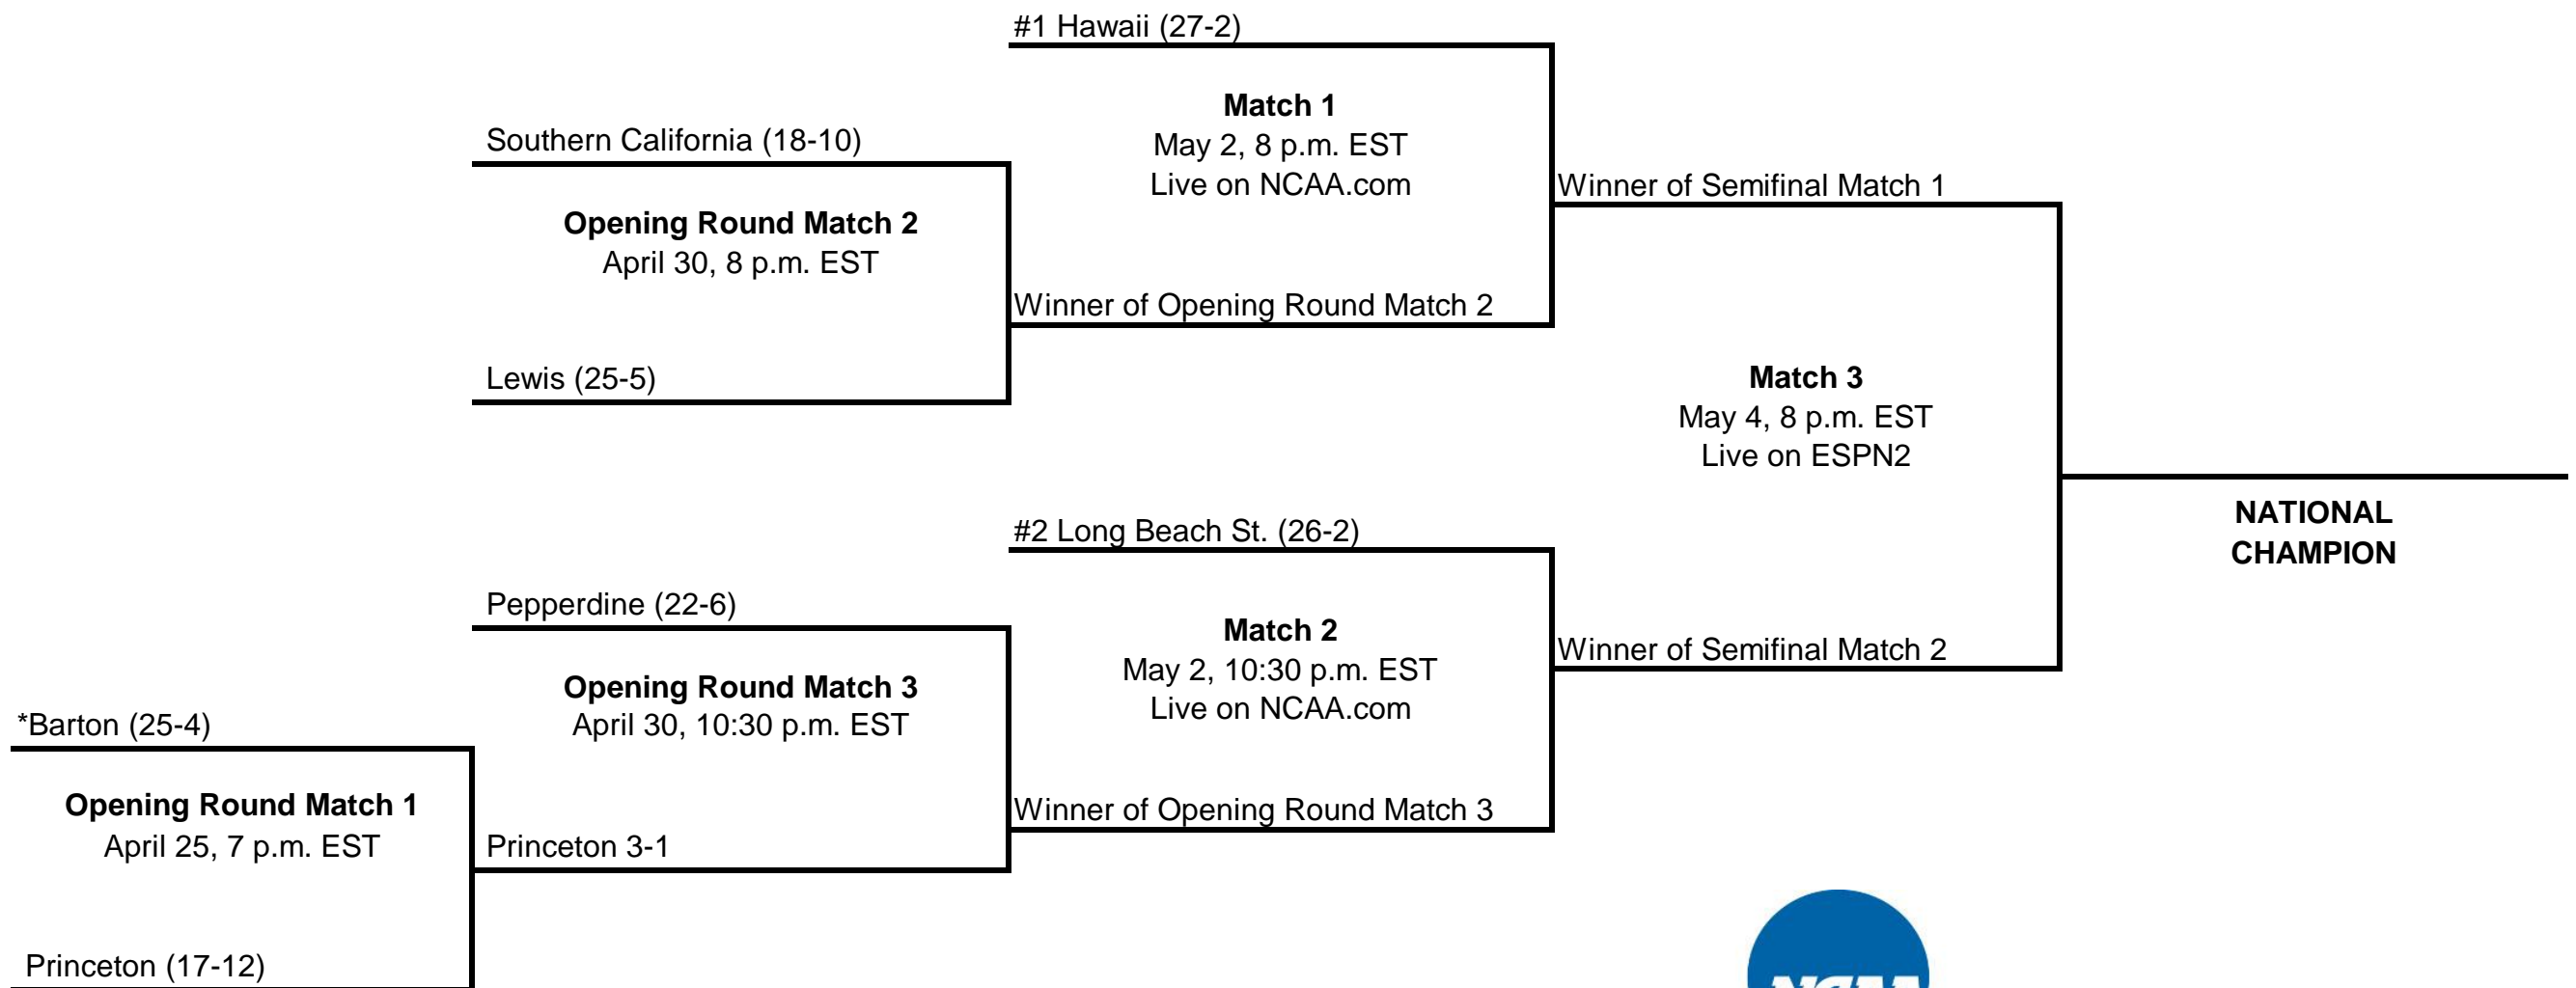 #1 Hawaii (27-2)
Match 1
May 2, 8 p.m. EST
Live on NCAA.com
Southern California (18-10)
Opening Round Match 2
April 30, 8 p.m. EST
Winner of Semifinal Match 1
Winner of Opening Round Match 2
Lewis (25-5)
Match 3
May 4, 8 p.m. EST
Live on ESPN2
NATIONAL
CHAMPION
#2 Long Beach St. (26-2)
Pepperdine (22-6)
Match 2
May 2, 10:30 p.m. EST
Live on NCAA.com
Winner of Semifinal Match 2
Opening Round Match 3
April 30, 10:30 p.m. EST
*Barton (25-4)
Opening Round Match 1
April 25, 7 p.m. EST
Winner of Opening Round Match 3
Princeton 3-1
Princeton (17-12)
NCAA